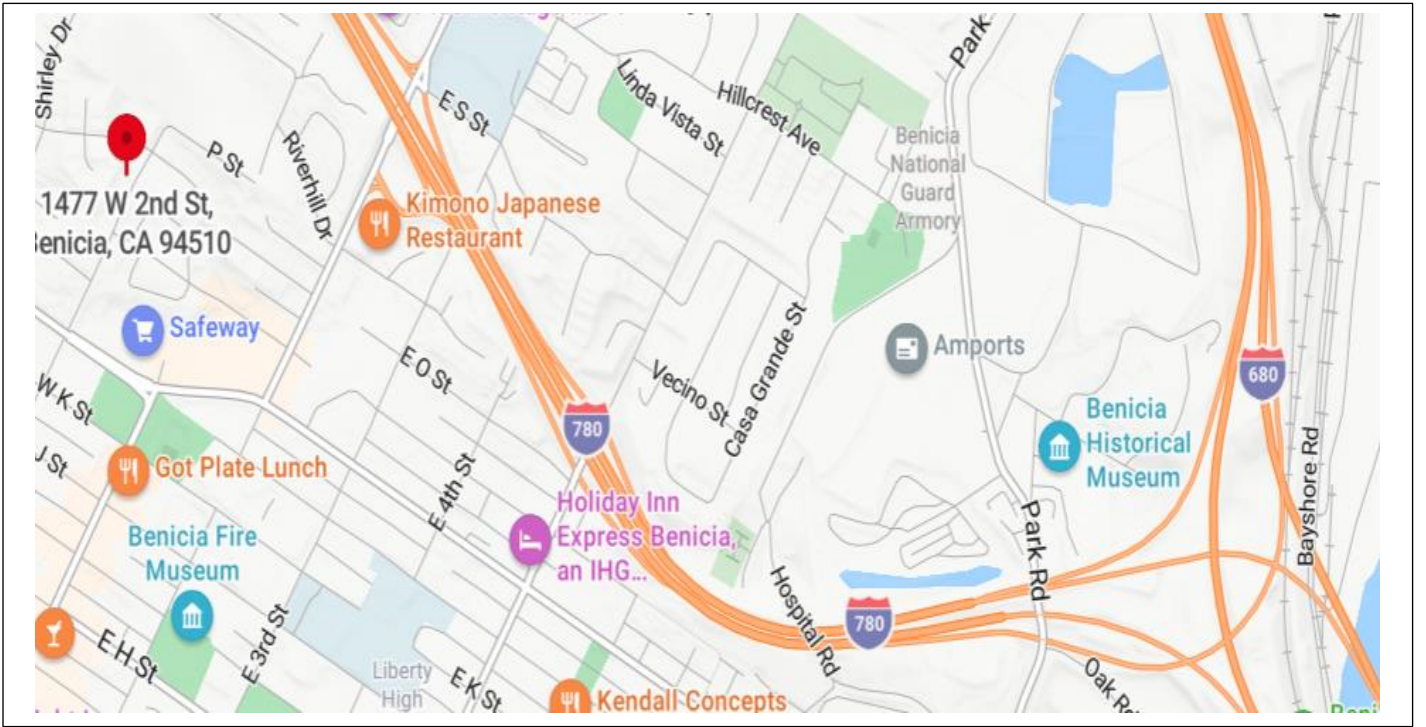 Shirley Dr
P St
Riverhill Dr
E S St
Linda Vista St
Hillcrest Ave
Park
Benicia
National
Guard
Armory
1477 W 2nd St,
Benicia, CA 94510
Kimono Japanese
Restaurant
Safeway
E O St
Vecino St
Casa Grande St
Amports
680
W K St
780
Benicia
Historical
Museum
Bayshore Rd
J St
Got Plate Lunch
E 4th St
Holiday Inn
Express Benicia,
an IHG...
Park Rd
Benicia Fire
Museum
Hospital Rd
780
E H St
E 3rd St
Liberty
High
E K St
Kendall Concepts
Oak Rd